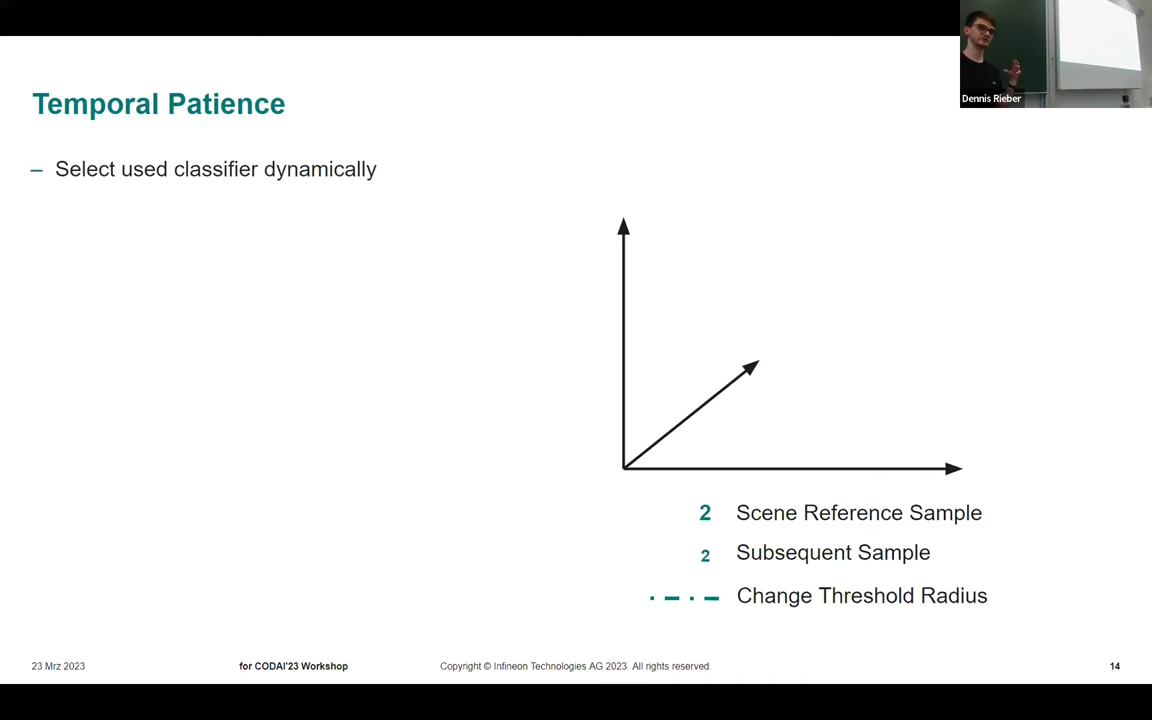 Temporal Patience
– Select used classifier dynamically
Dennis Rieber
2 Scene Reference Sample
2 Subsequent Sample
Change Threshold Radius
23 Mrz 2023
for CODAI'23 Workshop
Copyright © Infineon Technologies AG 2023. All rights reserved.
14